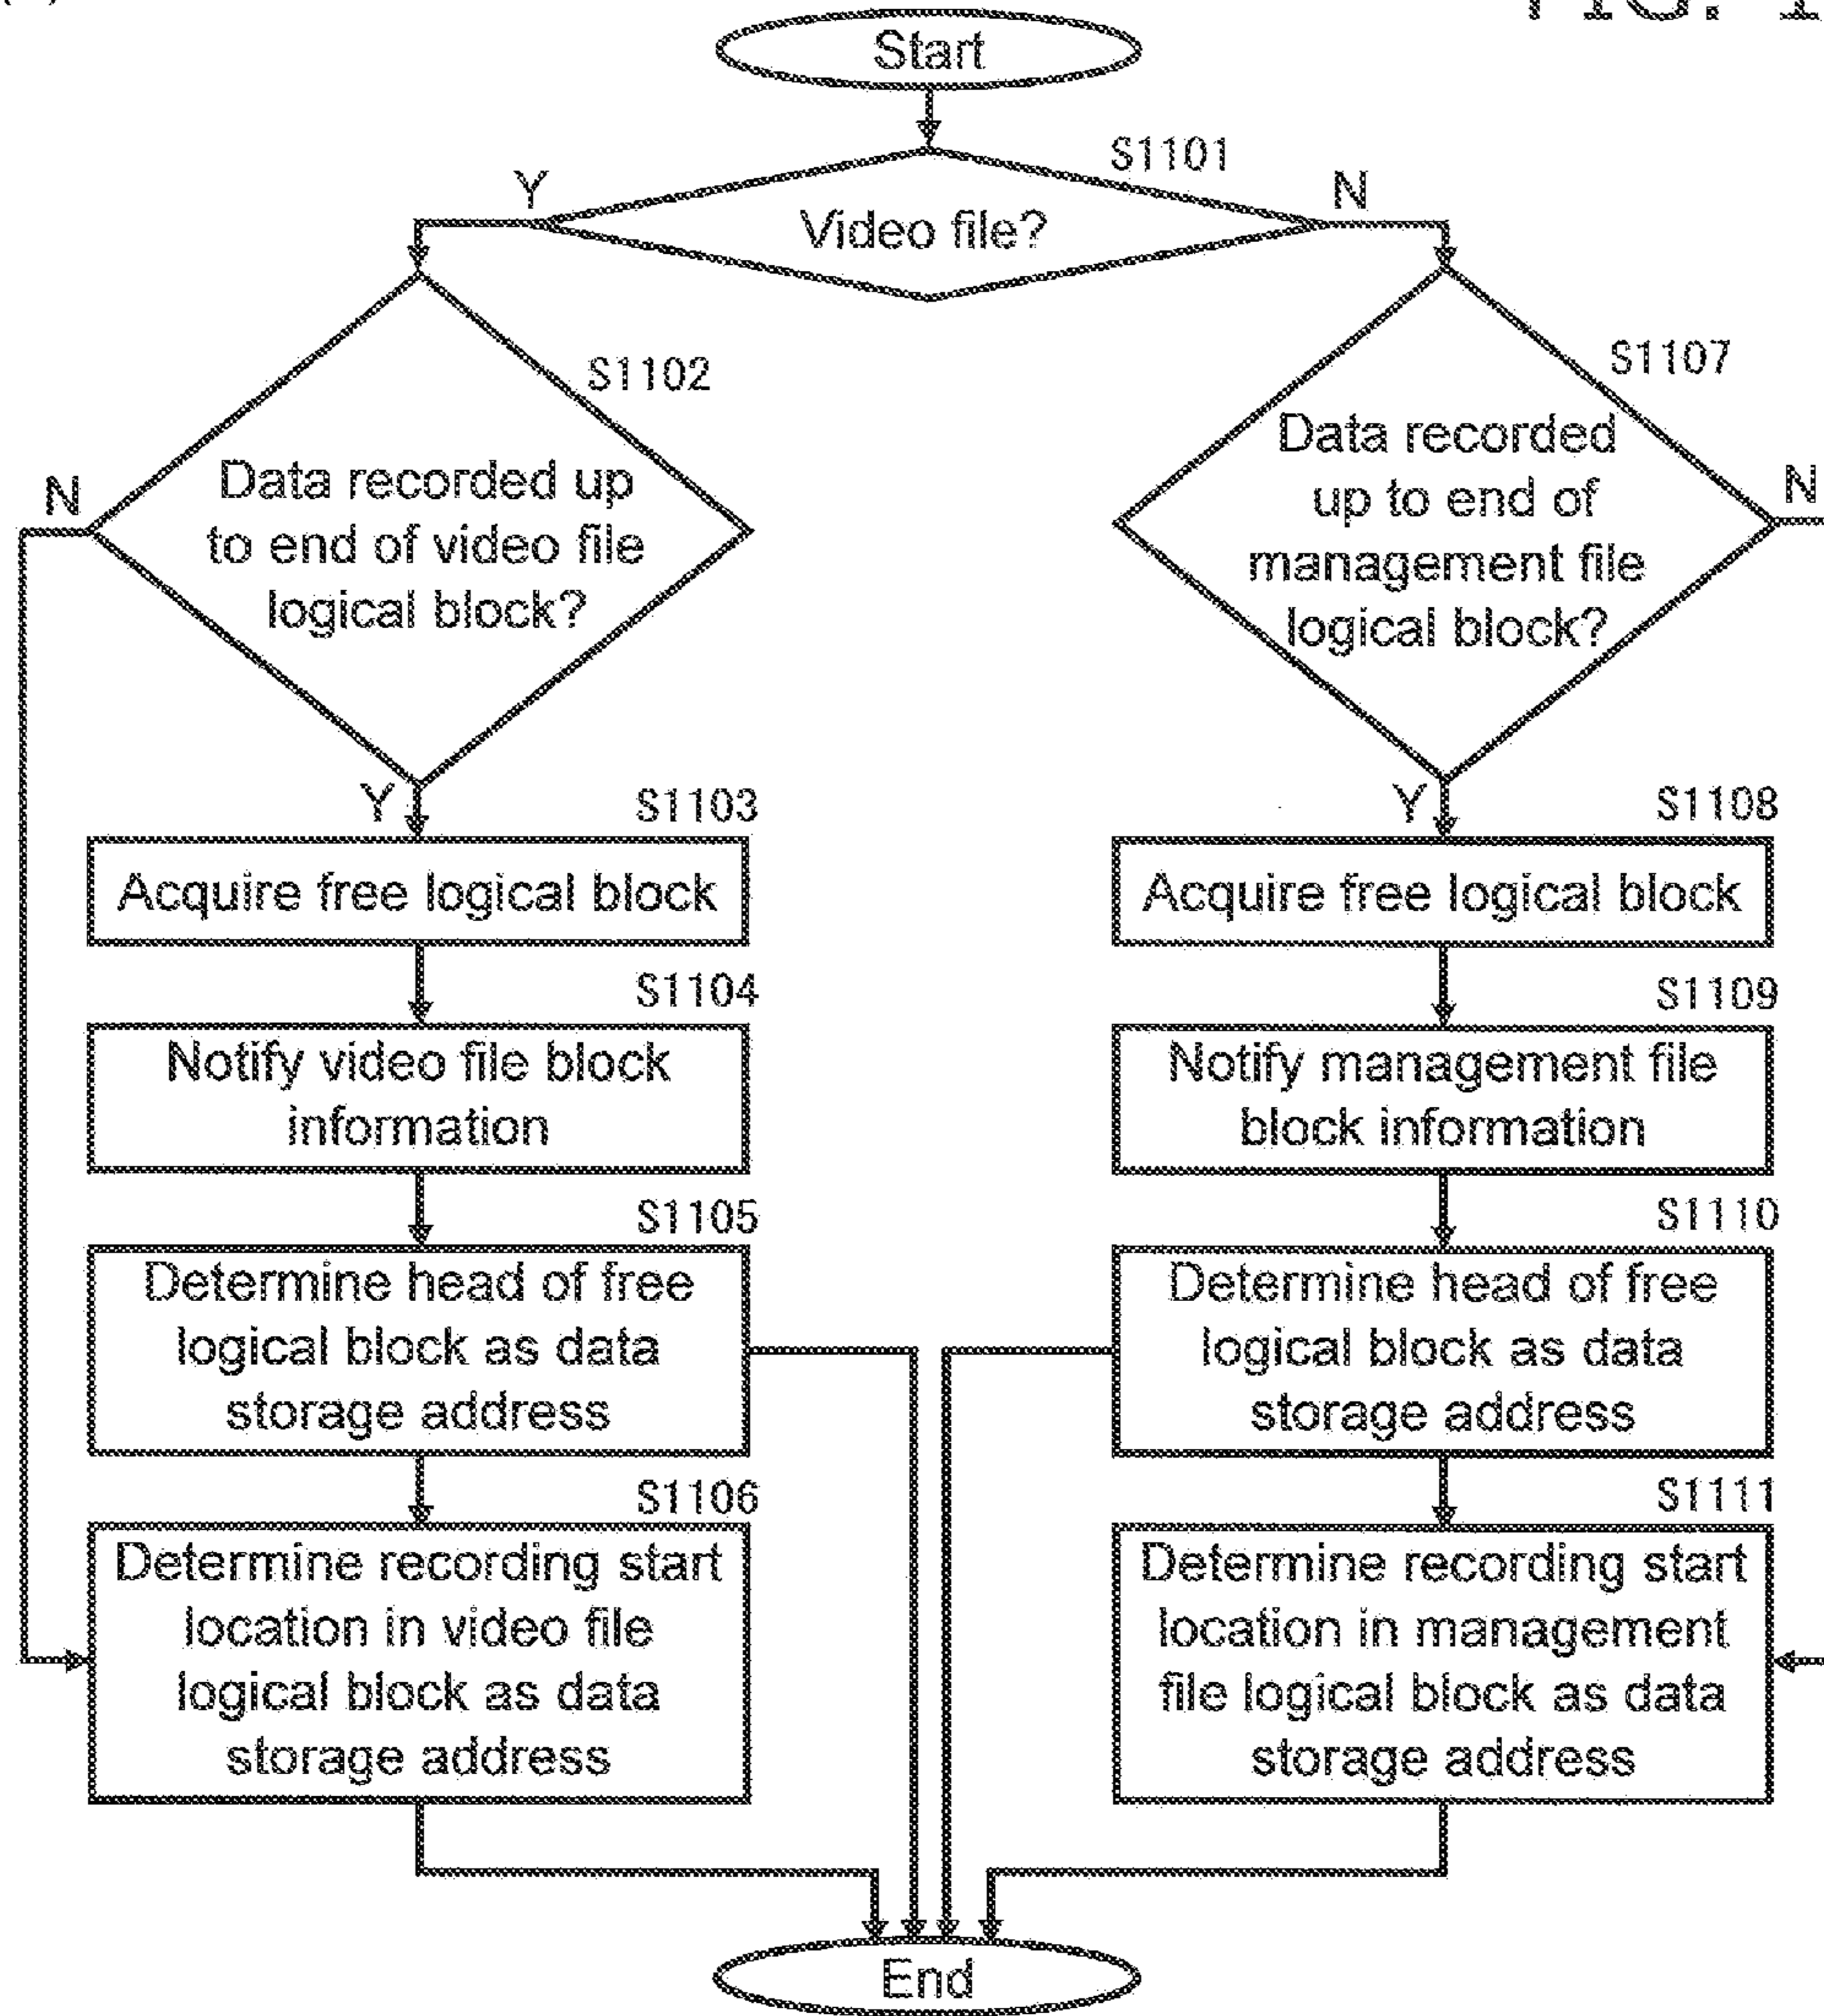 FIG. 1
Start
S1101
Y
N
Video file?
S1102
S1107
N
Data recorded up
to end of video file
logical block?
Data recorded
up to end of
management file
logical block?
N
Y
S1103
Y
S1108
Acquire free logical block
Acquire free logical block
S1104
S1109
Notify video file block
information
Notify management file
block information
S1105
S1110
Determine head of free
logical block as data
storage address
Determine head of free
logical block as data
storage address
S1106
S1111
Determine recording start
location in video file
logical block as data
storage address
Determine recording start
location in management
file logical block as data
storage address
End